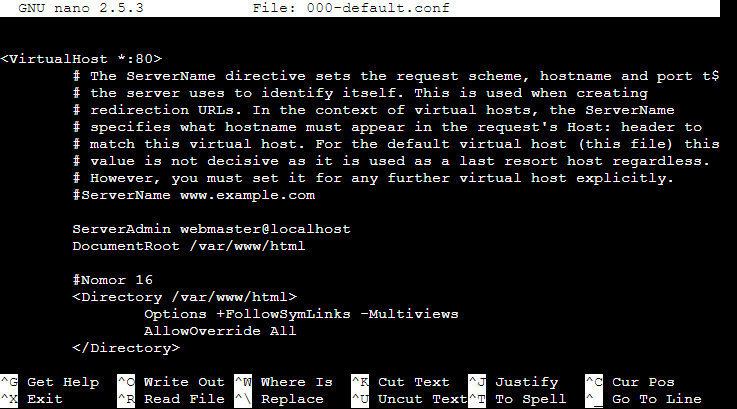 GNU nano 2.5.3 File: 000-default.conf
<VirtualHost *:80>
# The ServerName directive sets the request scheme, hostname and port t$
# the server uses to identify itself. This is used when creating
# redirection URLs. In the context of virtual hosts, the ServerName
# specifies what hostname must appear in the request's Host: header to
# match this virtual host. For the default virtual host (this file) this
# value is not decisive as it is used as a last resort host regardless.
# However, you must set it for any further virtual host explicitly.
#ServerName www.example.com
ServerAdmin webmaster@localhost
DocumentRoot /var/www/html
#Nomor 16
<Directory /var/www/html>
Options +FollowSymLinks -Multiviews
AllowOverride All
</Directory>
^G Get Help ^O Write Out ^W Where Is ^K Cut Text ^J Justify ^C Cur Pos
^X Exit ^R Read File ^\ Replace ^U Uncut Text ^T To Spell ^_ Go To Line